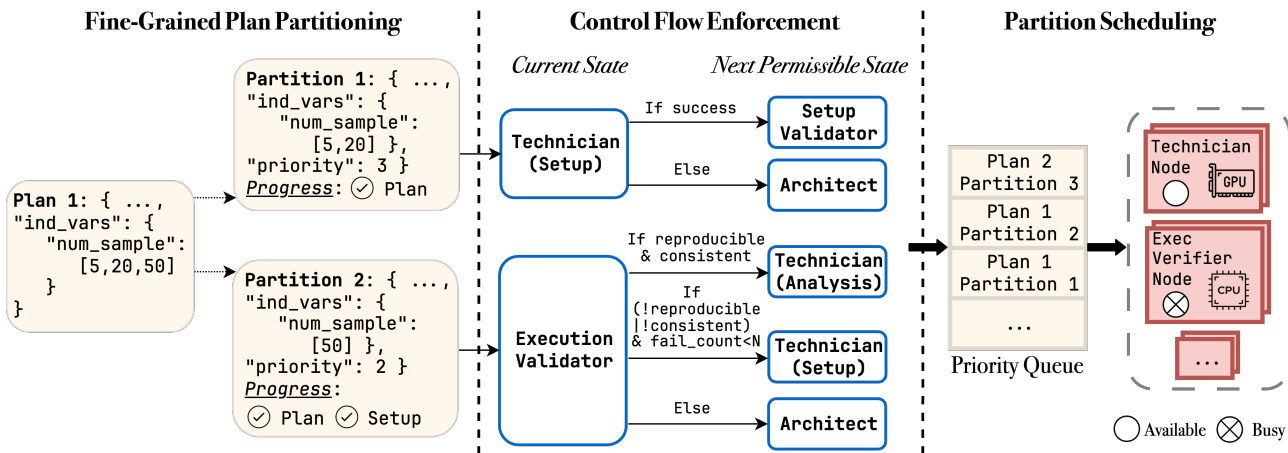 Fine-Grained Plan Partitioning
Plan 1: { ...,
"ind_vars": {
"num_sample":
[5,20,50]
}
}
Partition 1: { ...,
"ind_vars": {
"num_sample":
[5,20] },
"priority": 3 }
Progress: Plan
Partition 2: { ...,
"ind_vars": {
"num_sample":
[50] },
"priority": 2 }
Progress:
Plan Setup
Control Flow Enforcement
Current State
Next Permissible State
Technician
(Setup)
If success
Setup
Validator
Else
Architect
Execution
Validator
If reproducible
& consistent
Technician
(Analysis)
If
(!reproducible
|!consistent)
& fail_count<N
Technician
(Setup)
Else
Architect
Partition Scheduling
Plan 2
Partition 3
Plan 1
Partition 2
Plan 1
Partition 1
...
Priority Queue
Technician
Node
GPU
Exec
Verifier
Node
CPU
...
Available
Busy